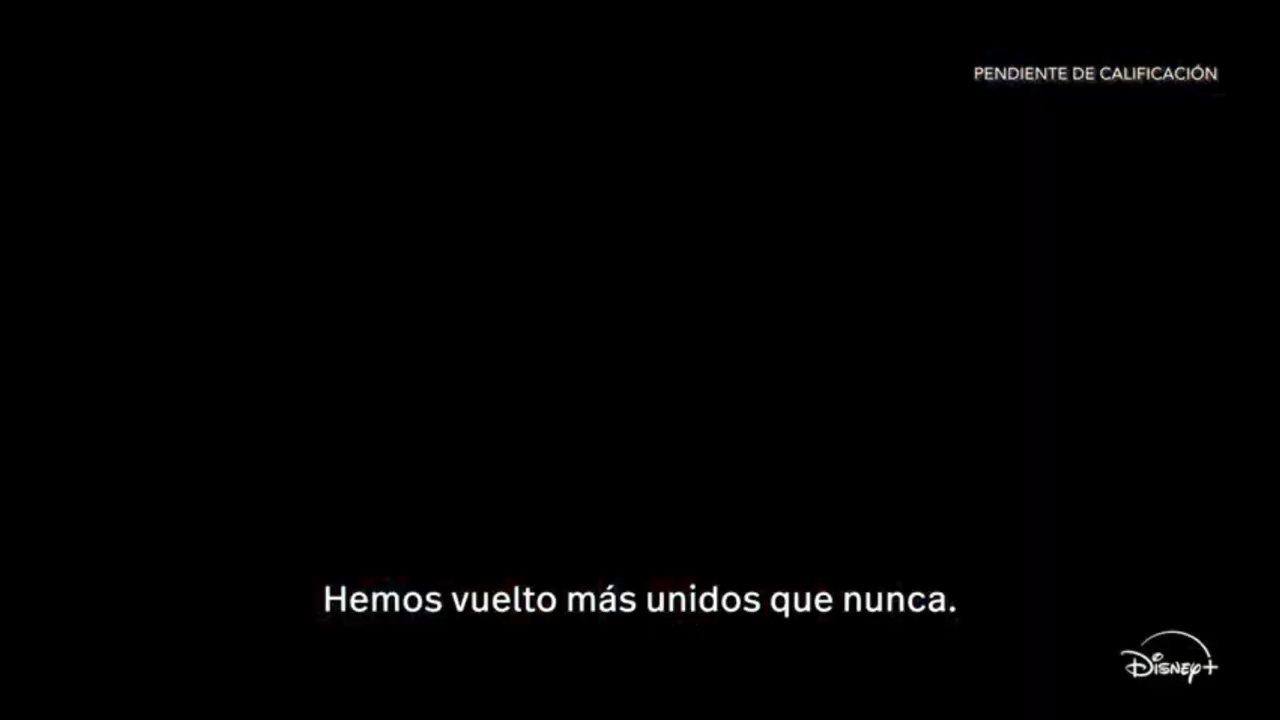 PENDIENTE DE CALIFICACIÓN
Hemos vuelto más unidos que nunca.
Disney+